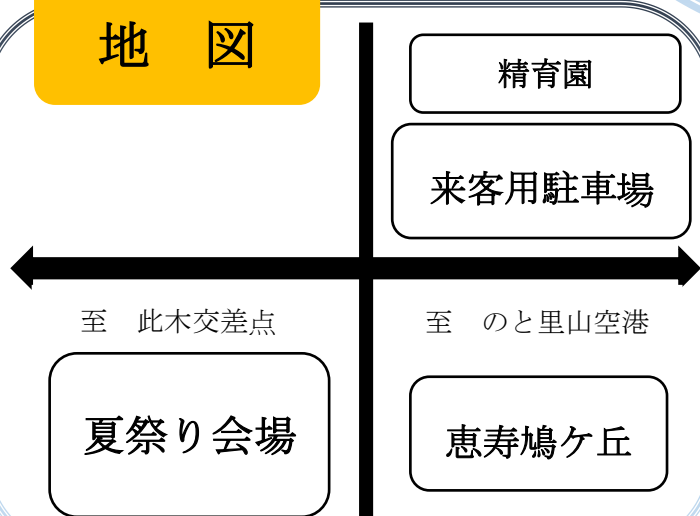 地　図
精育園
来客用駐車場
至　此木交差点
至　のと里山空港
夏祭り会場
恵寿鳩ケ丘